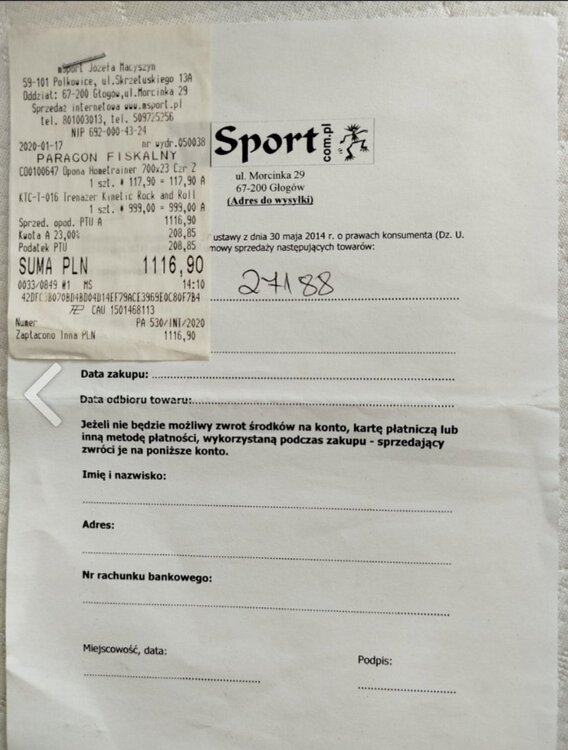 mSport Józefa Macyszyn
59-101 Polkowice, ul.Skrzetuskiego 13A
Oddział: 67-200 Głogów,ul.Morcinka 29
Sprzedaż internetowa www.msport.pl
tel. 801003013, tel. 509725256
NIP 692-000-43-24
2020-01-17 nr wydr.050038
PARAGON FISKALNY
C00100647 Opona Hometrainer 700x23 Czr Z
1 szt. * 117,90 = 117,90 A
KTC-T-016 Trenażer Kinetic Rock and Roll
1 szt. * 999,00 = 999,00 A
Sprzed. opod. PTU A 1116,90
Kwota A 23,00% 208,85
Podatek PTU 208,85
SUMA PLN 1116,90
0033/0849 #1 MS 14:10
CAU 1501468113
Numer PA 530/INT/2020
Zapłacono Inna PLN 1116,90
Sport
com.pl
ul. Morcinka 29
67-200 Głogów
(Adres do wysyłki)
ustawy z dnia 30 maja 2014 r. o prawach konsumenta (Dz. U.
mowy sprzedaży następujących towarów:
27188
Data zakupu:
Data odbioru towaru:
Jeżeli nie będzie możliwy zwrot środków na konto, kartę płatniczą lub
inną metodę płatności, wykorzystaną podczas zakupu - sprzedający
zwróci je na poniższe konto.
Imię i nazwisko:
Adres:
Nr rachunku bankowego:
Miejscowość, data:
Podpis: